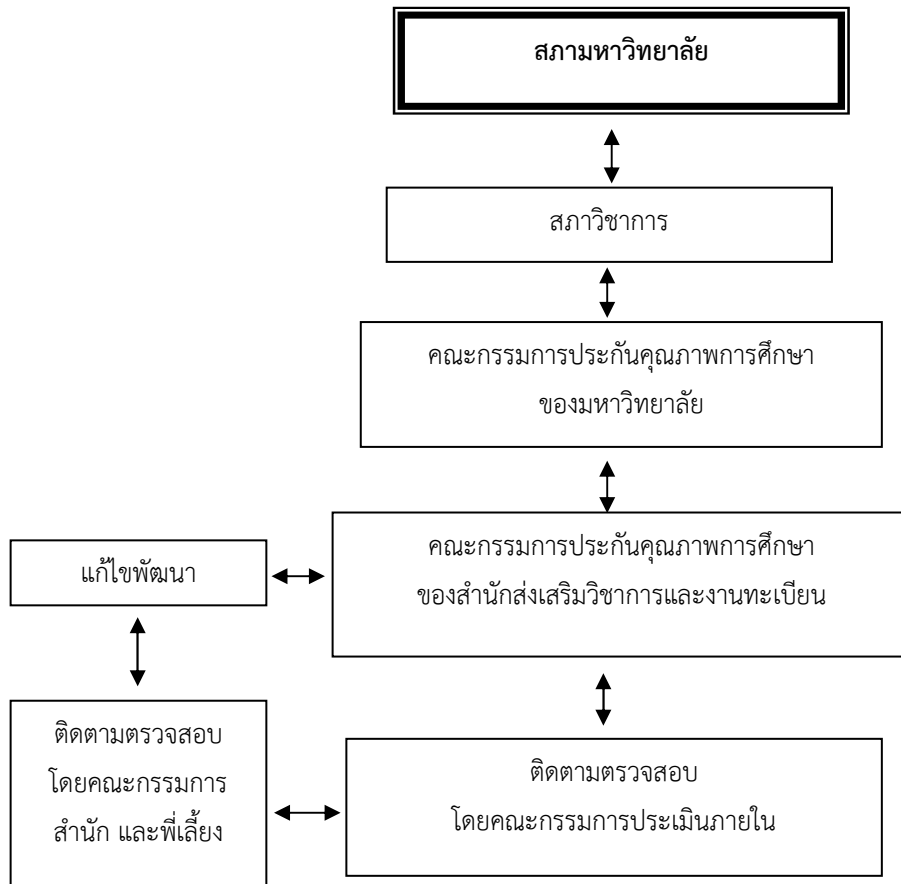 สภามหาวิทยาลัย
สภาวิชาการ
คณะกรรมการประกันคุณภาพการศึกษา
ของมหาวิทยาลัย
คณะกรรมการประกันคุณภาพการศึกษา
ของสำนักส่งเสริมวิชาการและงานทะเบียน
แก้ไขพัฒนา
ติดตามตรวจสอบ
โดยคณะกรรมการ
สำนัก และพี่เลี้ยง
ติดตามตรวจสอบ
โดยคณะกรรมการประเมินภายใน